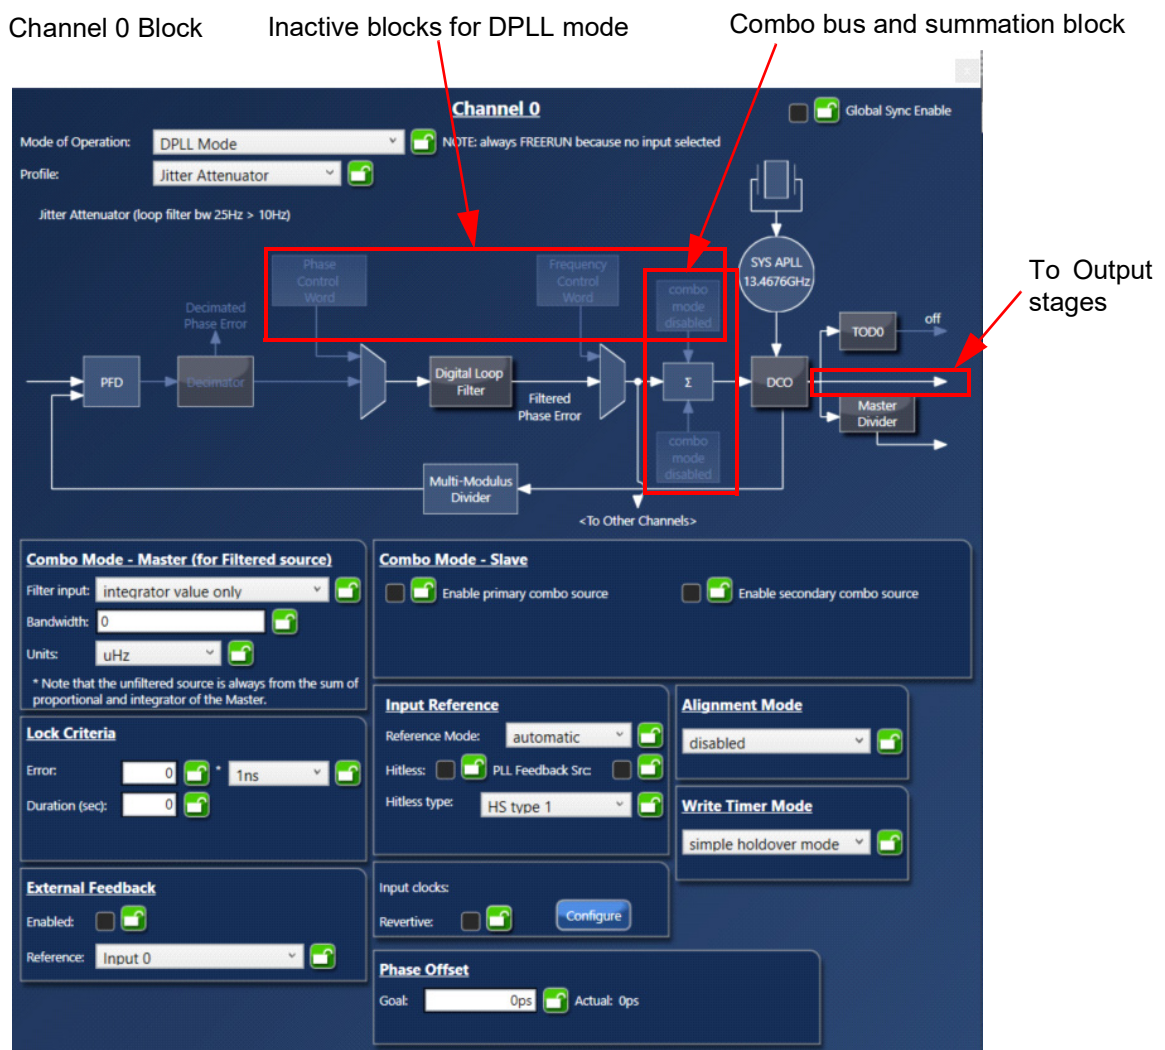 Channel 0 Block
Inactive blocks for DPLL mode
Combo bus and summation block
Channel 0
Global Sync Enable
Mode of Operation:
DPLL Mode
NOTE: always FREERUN because no input selected
Profile:
Jitter Attenuator
Jitter Attenuator (loop filter bw 25Hz > 10Hz)
Phase
Control
Word
Frequency
Control
Word
combo
mode
disabled
SYS APLL
13.4676GHz
To Output
stages
Decimated
Phase Error
TOD0
off
PFD
Decimator
Digital Loop
Filter
Filtered
Phase Error
Σ
DCO
Master
Divider
combo
mode
disabled
Multi-Modulus
Divider
<To Other Channels>
Combo Mode - Master (for Filtered source)
Filter input:
integrator value only
Bandwidth:
0
Units:
uHz
* Note that the unfiltered source is always from the sum of
proportional and integrator of the Master.
Combo Mode - Slave
Enable primary combo source
Enable secondary combo source
Lock Criteria
Error:
0
*
1ns
Duration (sec):
0
Input Reference
Reference Mode:
automatic
Hitless:
PLL Feedback Src:
Hitless type:
HS type 1
Alignment Mode
disabled
Write Timer Mode
simple holdover mode
External Feedback
Enabled:
Reference:
Input 0
Input clocks:
Revertive:
Configure
Phase Offset
Goal:
0ps
Actual: 0ps